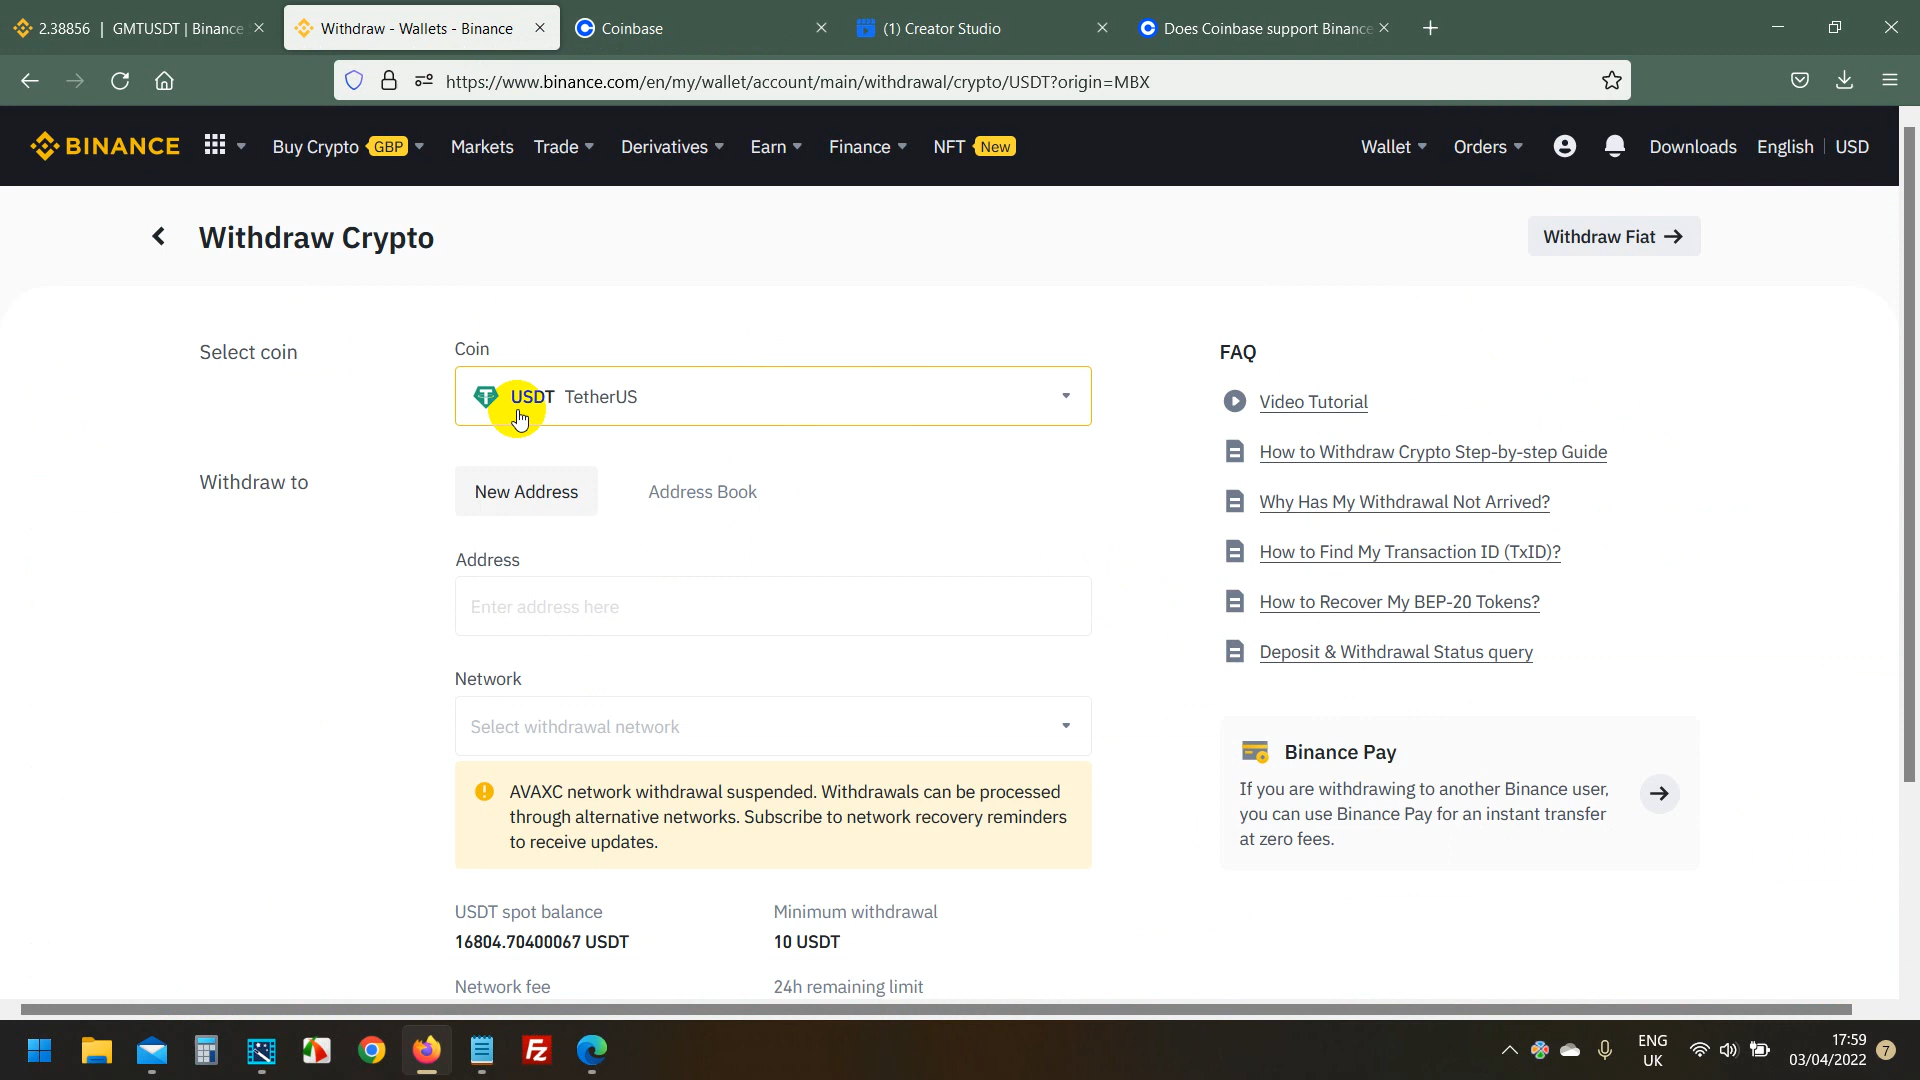 2.38856 | GMTUSDT | Binance
Withdraw - Wallets - Binance
Coinbase
(1) Creator Studio
Does Coinbase support Binance
https://www.binance.com/en/my/wallet/account/main/withdrawal/crypto/USDT?origin=MBX
BINANCE
Buy Crypto GBP
Markets
Trade
Derivatives
Earn
Finance
NFT New
Wallet
Orders
Downloads
English
USD
Withdraw Crypto
Withdraw Fiat →
Select coin
Coin
USDT TetherUS
Withdraw to
New Address
Address Book
Address
Enter address here
Network
Select withdrawal network
AVAXC network withdrawal suspended. Withdrawals can be processed
through alternative networks. Subscribe to network recovery reminders
to receive updates.
USDT spot balance
16804.70400067 USDT
Minimum withdrawal
10 USDT
Network fee
24h remaining limit
FAQ
Video Tutorial
How to Withdraw Crypto Step-by-step Guide
Why Has My Withdrawal Not Arrived?
How to Find My Transaction ID (TxID)?
How to Recover My BEP-20 Tokens?
Deposit & Withdrawal Status query
Binance Pay
If you are withdrawing to another Binance user,
you can use Binance Pay for an instant transfer
at zero fees.
ENG
UK
17:59
03/04/2022
7